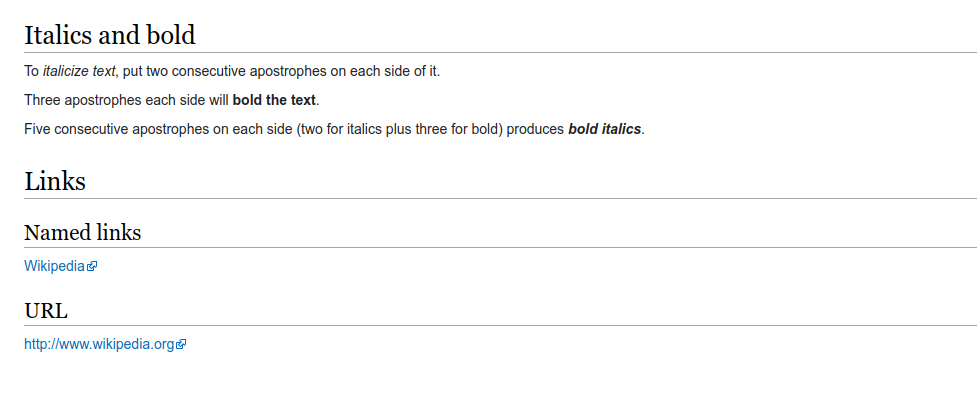 Italics and bold
To italicize text, put two consecutive apostrophes on each side of it.
Three apostrophes each side will bold the text.
Five consecutive apostrophes on each side (two for italics plus three for bold) produces bold italics.
Links
Named links
Wikipedia
URL
http://www.wikipedia.org